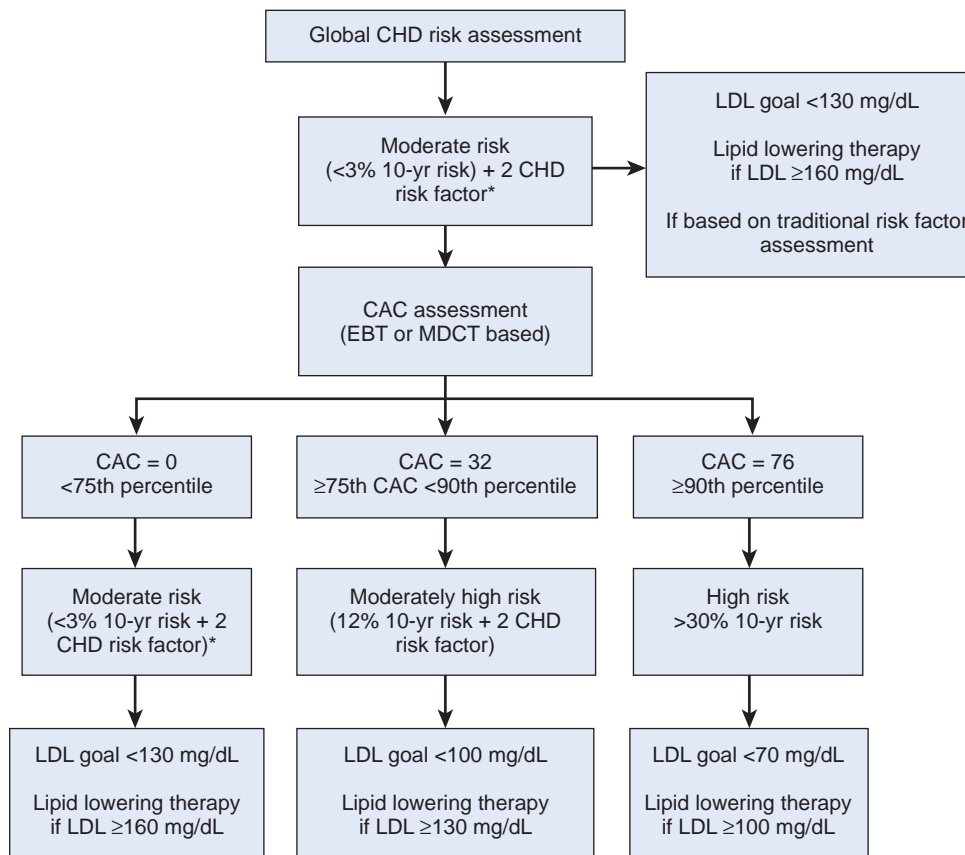 Global CHD risk assessment
Moderate risk
(<3% 10-yr risk) + 2 CHD
risk factor*
LDL goal <130 mg/dL
Lipid lowering therapy
if LDL ≥160 mg/dL
If based on traditional risk factor
assessment
CAC assessment
(EBT or MDCT based)
CAC = 0
<75th percentile
CAC = 32
≥75th CAC <90th percentile
CAC = 76
≥90th percentile
Moderate risk
(<3% 10-yr risk + 2
CHD risk factor)*
Moderately high risk
(12% 10-yr risk + 2 CHD
risk factor)
High risk
>30% 10-yr risk
LDL goal <130 mg/dL
Lipid lowering therapy
if LDL ≥160 mg/dL
LDL goal <100 mg/dL
Lipid lowering therapy
if LDL ≥130 mg/dL
LDL goal <70 mg/dL
Lipid lowering therapy
if LDL ≥100 mg/dL